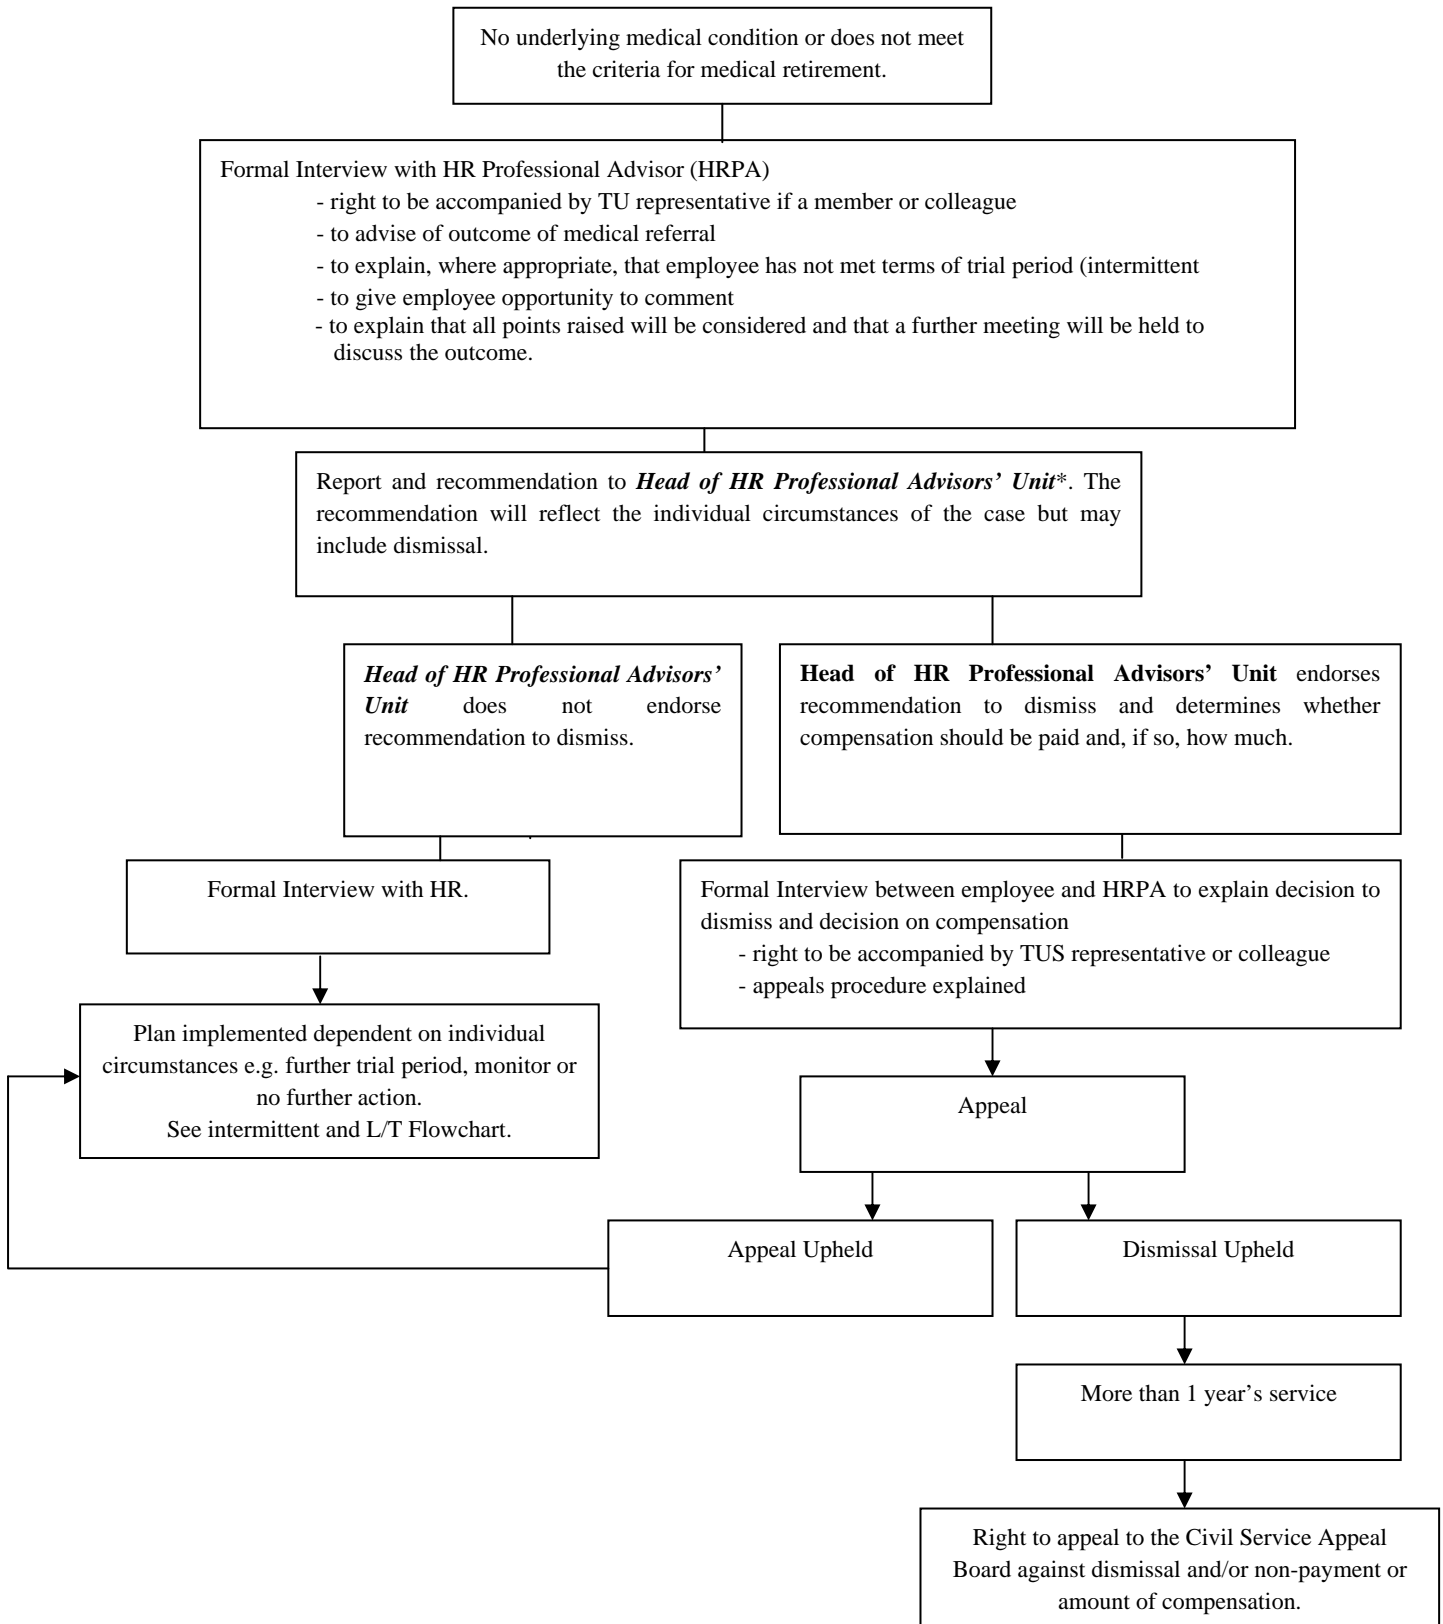 No underlying medical condition or does not meet
the criteria for medical retirement.
Formal Interview with HR Professional Advisor (HRPA)
- right to be accompanied by TU representative if a member or colleague
- to advise of outcome of medical referral
- to explain, where appropriate, that employee has not met terms of trial period (intermittent
- to give employee opportunity to comment
- to explain that all points raised will be considered and that a further meeting will be held to
discuss the outcome.
Report and recommendation to Head of HR Professional Advisors’ Unit*. The
recommendation will reflect the individual circumstances of the case but may
include dismissal.
Head of HR Professional Advisors’
Unit does not endorse
recommendation to dismiss.
Head of HR Professional Advisors’ Unit endorses
recommendation to dismiss and determines whether
compensation should be paid and, if so, how much.
Formal Interview with HR.
Formal Interview between employee and HRPA to explain decision to
dismiss and decision on compensation
- right to be accompanied by TUS representative or colleague
- appeals procedure explained
Plan implemented dependent on individual
circumstances e.g. further trial period, monitor or
no further action.
See intermittent and L/T Flowchart.
Appeal
Appeal Upheld
Dismissal Upheld
More than 1 year’s service
Right to appeal to the Civil Service Appeal
Board against dismissal and/or non-payment or
amount of compensation.